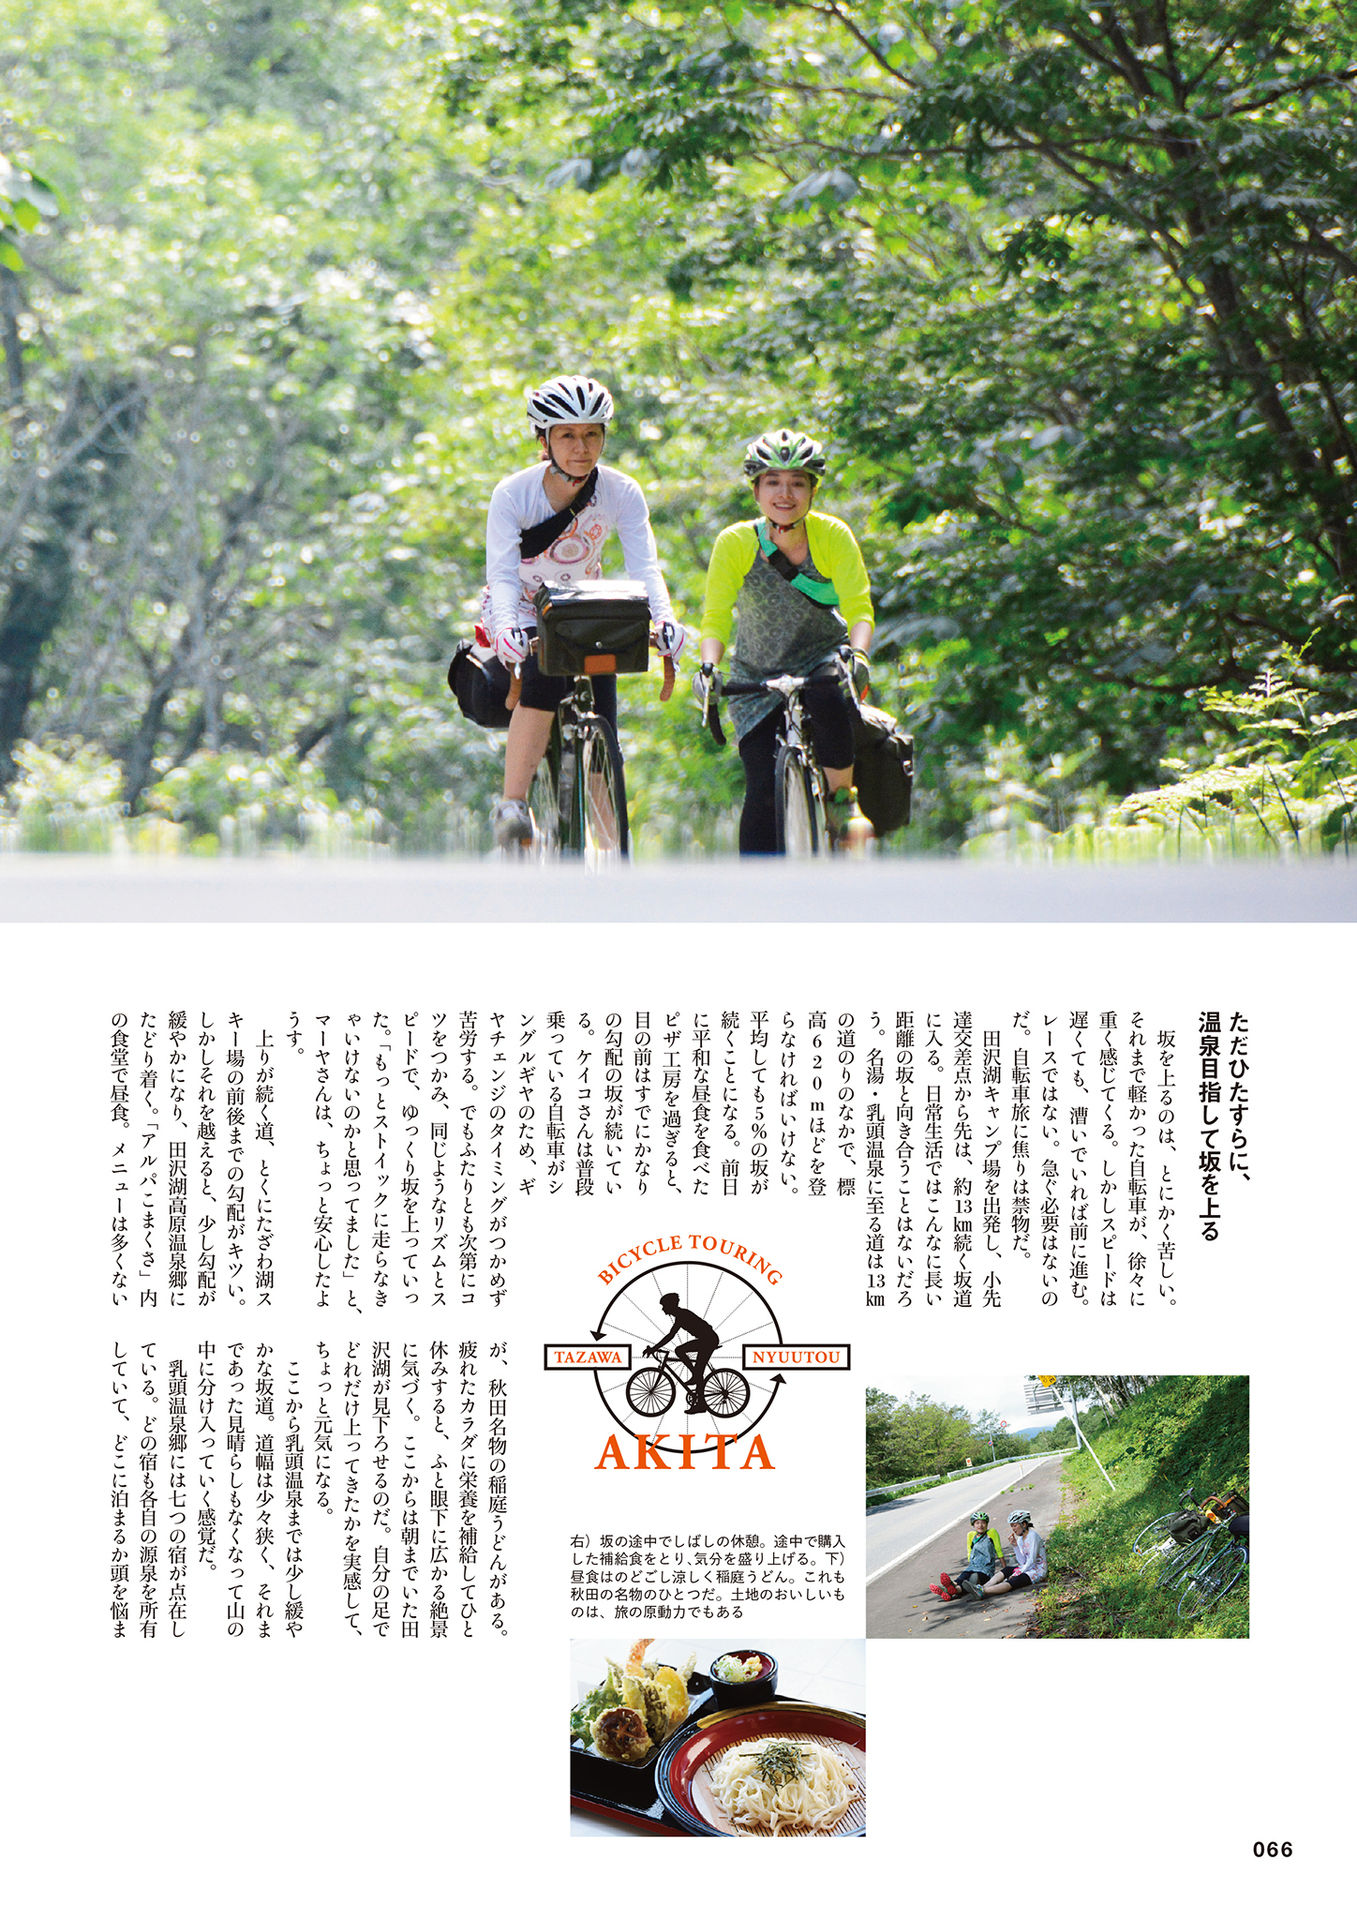 ただひたすらに、
温泉目指して坂を上る
　坂を上るのは、とにかく苦しい。
それまで軽かった自転車が、徐々に
重く感じてくる。しかしスピードは
遅くても、漕いでいれば前に進む。
レースではない。急ぐ必要はないの
だ。自転車旅に焦りは禁物だ。
　田沢湖キャンプ場を出発し、小先
達交差点から先は、約13㎞続く坂道
に入る。日常生活ではこんなに長い
距離の坂と向き合うことはないだろ
う。名湯・乳頭温泉に至る道は13㎞
の道のりのなかで、標
高620mほどを登
らなければいけない。
平均しても5％の坂が
続くことになる。前日
に平和な昼食を食べた
ピザ工房を過ぎると、
目の前はすでにかなり
の勾配の坂が続いてい
る。ケイコさんは普段
乗っている自転車がシ
ングルギヤのため、ギ
ヤチェンジのタイミングがつかめず
苦労する。でもふたりとも次第にコ
ツをつかみ、同じようなリズムとス
ピードで、ゆっくり坂を上っていっ
た。「もっとストイックに走らなき
ゃいけないのかと思ってました」と、
マーヤさんは、ちょっと安心したよ
うす。
　上りが続く道、とくにたざわ湖ス
キー場の前後までの勾配がキツい。
しかしそれを越えると、少し勾配が
緩やかになり、田沢湖高原温泉郷に
たどり着く。「アルパこまくさ」内
の食堂で昼食。メニューは多くない
が、秋田名物の稲庭うどんがある。
疲れたカラダに栄養を補給してひと
休みすると、ふと眼下に広かる絶景
に気づく。ここからは朝までいた田
沢湖が見下ろせるのだ。自分の足で
どれだけ上ってきたかを実感して、
ちょっと元気になる。
　ここから乳頭温泉までは少し緩や
かな坂道。道幅は少々狭く、それま
であった見晴らしもなくなって山の
中に分け入っていく感覚だ。
　乳頭温泉郷には七つの宿が点在し
ている。どの宿も各自の源泉を所有
していて、どこに泊まるか頭を悩ま
BICYCLE TOURING
TAZAWA
NYUUTOU
AKITA
右）坂の途中でしばしの休憩。途中で購入
した補給食をとり、気分を盛り上げる。下）
昼食はのどごし涼しく稲庭うどん。これも
秋田の名物のひとつだ。土地のおいしいも
のは、旅の原動力でもある
066